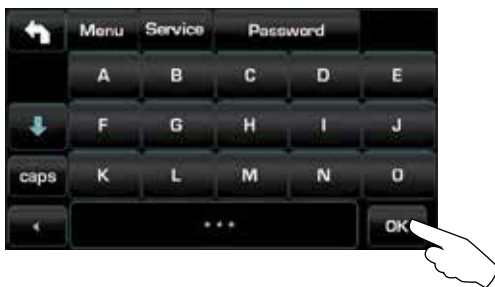 Menu Service Password
A B C D E
F G H I J
caps K L M N O
*** OK